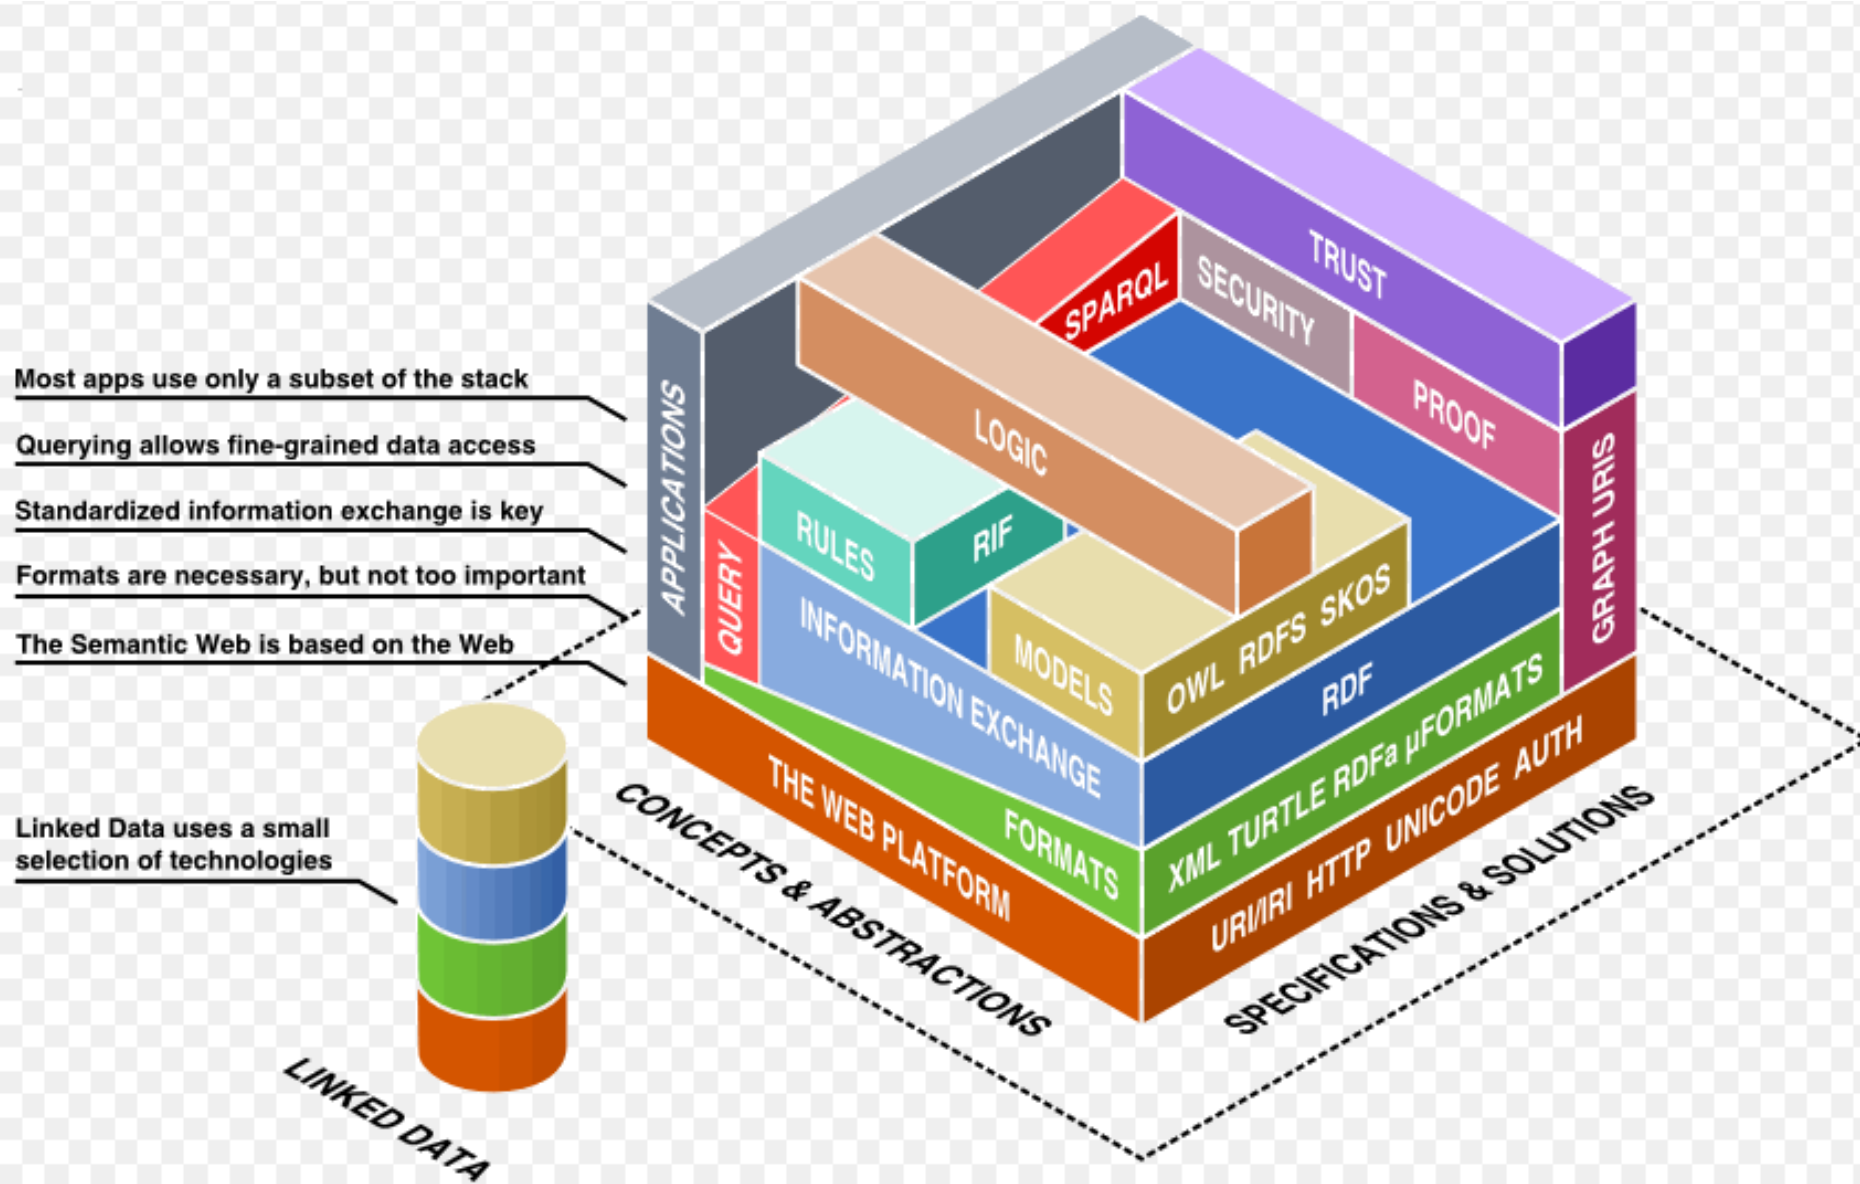 Most apps use only a subset of the stack
Querying allows fine-grained data access
Standardized information exchange is key
Formats are necessary, but not too important
The Semantic Web is based on the Web
Linked Data uses a small
selection of technologies
LINKED DATA
APPLICATIONS
TRUST
SPARQL
SECURITY
PROOF
GRAPH URIS
LOGIC
RULES
RIF
QUERY
INFORMATION EXCHANGE
MODELS
OWL RDFS SKOS
RDF
FORMATS
XML TURTLE RDFa µFORMATS
THE WEB PLATFORM
URI/IRI HTTP UNICODE AUTH
CONCEPTS & ABSTRACTIONS
SPECIFICATIONS & SOLUTIONS